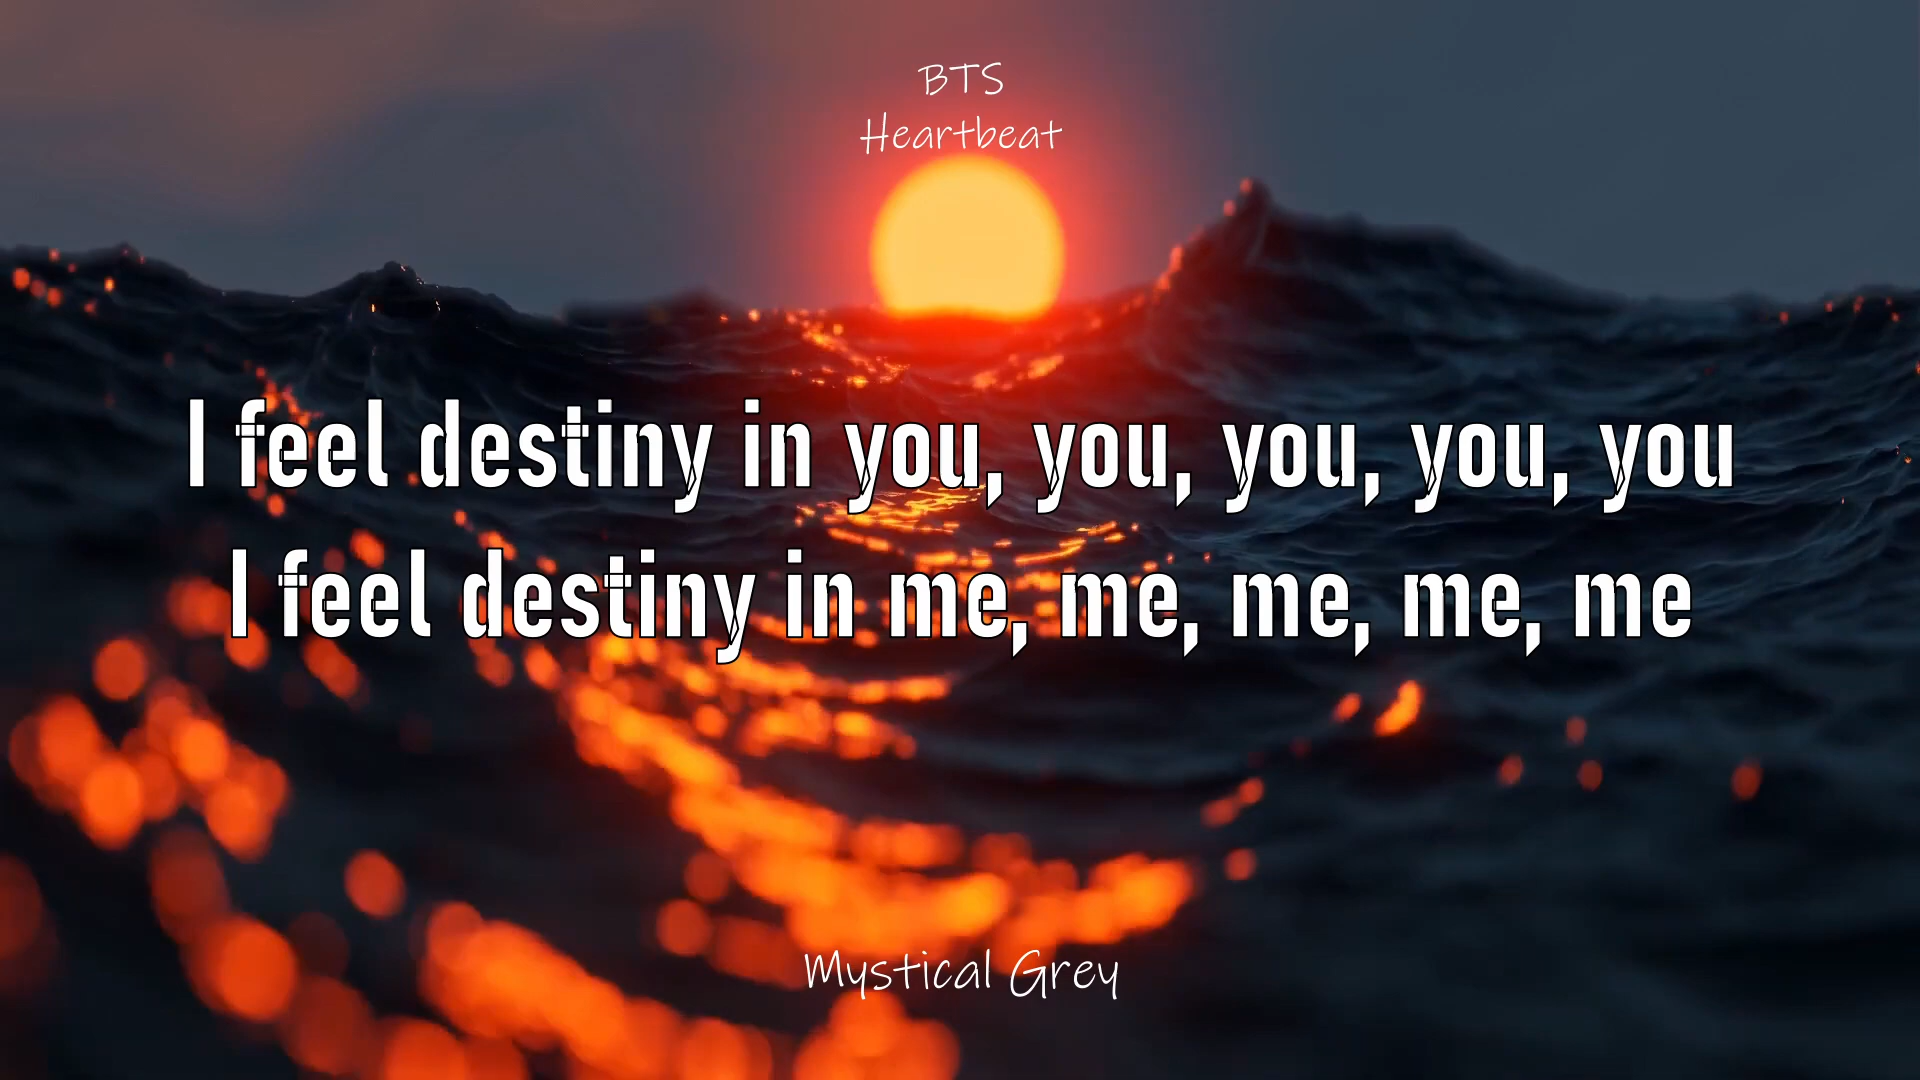 BTS
Heartbeat
I feel destiny in you, you, you, you, you
I feel destiny in me, me, me, me, me
Mystical Grey